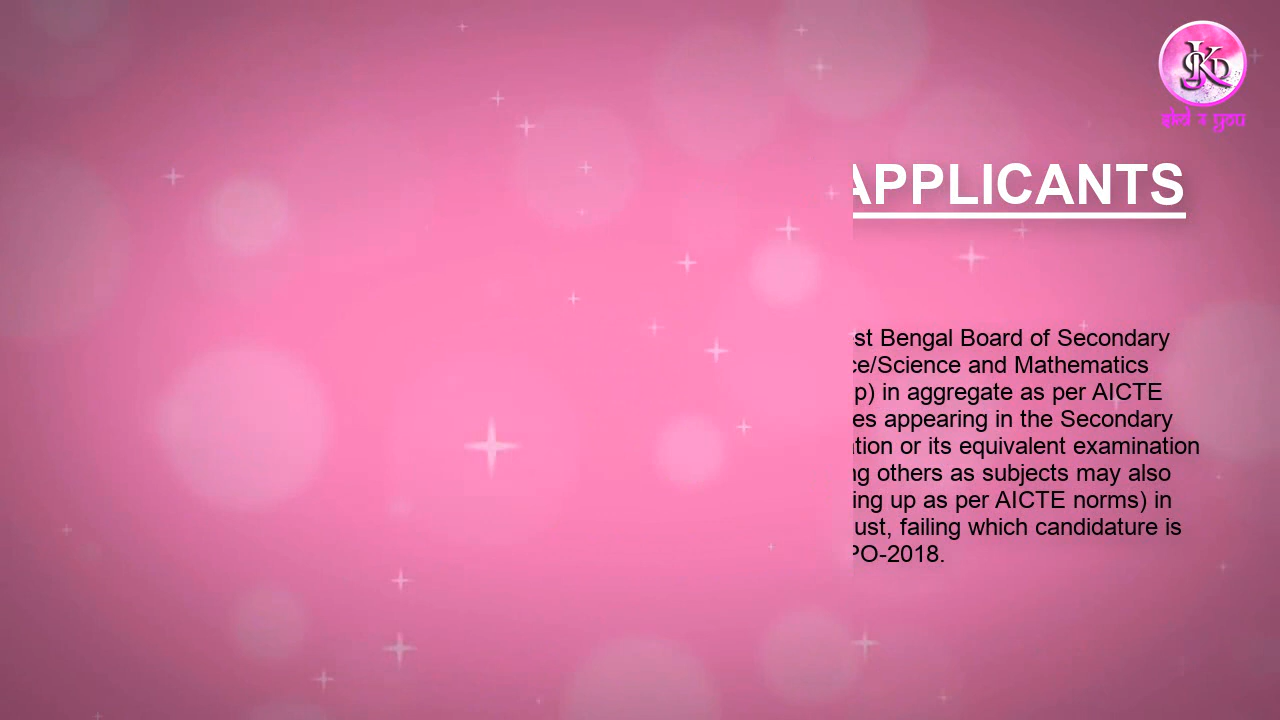 APPLICANTS
st Bengal Board of Secondary
ce/Science and Mathematics
p) in aggregate as per AICTE
es appearing in the Secondary
tion or its equivalent examination
ng others as subjects may also
ing up as per AICTE norms) in
ust, failing which candidature is
PO-2018.